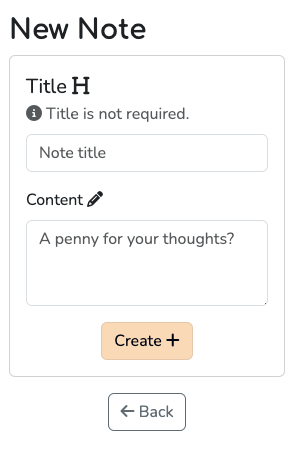 New Note
Title
Title is not required.
Note title
Content
A penny for your thoughts?
Create
Back